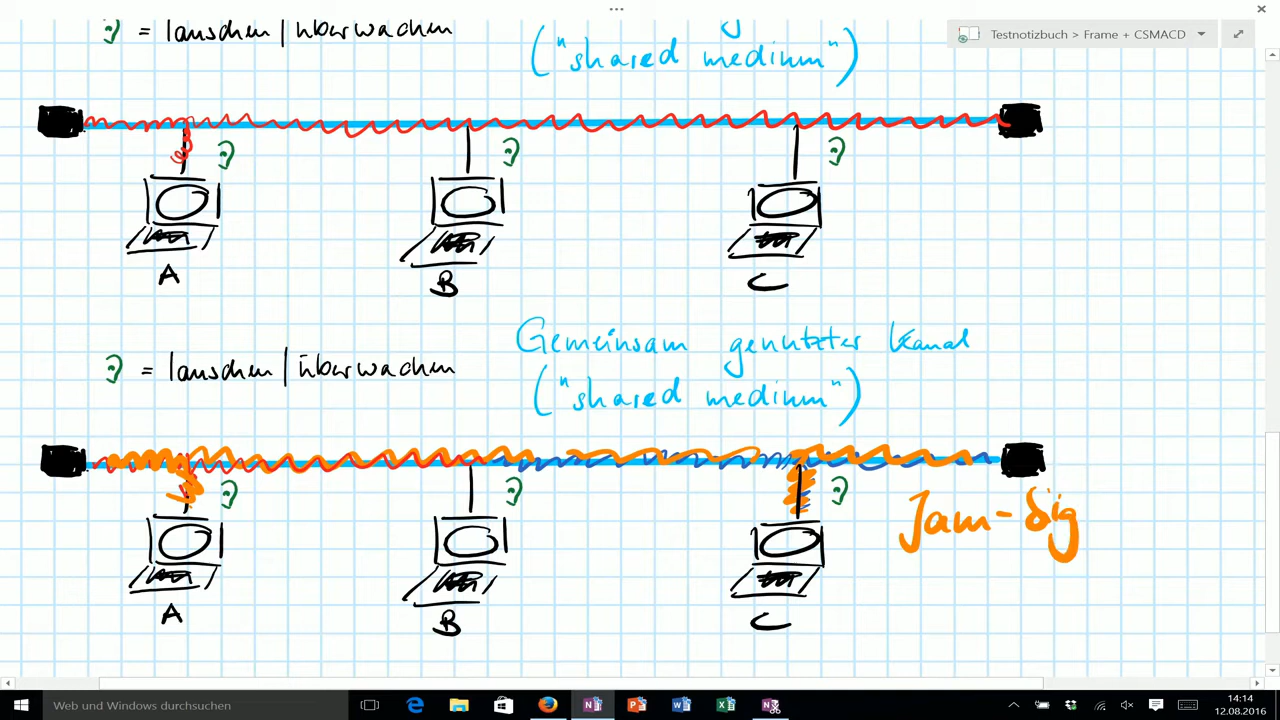 = lauschen | überwachen
("shared medium")
Testnotizbuch > Frame + CSMACD
A
B
C
Gemeinsam genutzter Kanal
= lauschen | überwachen
("shared medium")
Jam-Sig
A
B
C
Web und Windows durchsuchen
14:14
12.08.2016